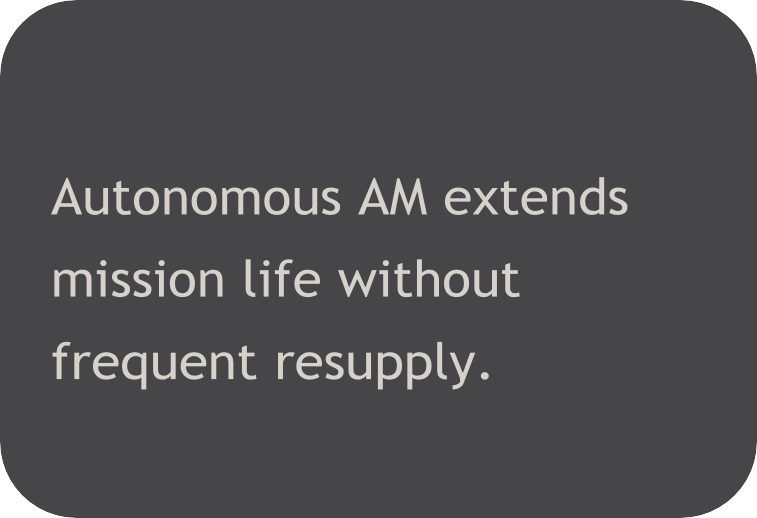 Autonomous AM extends
mission life without
frequent resupply.